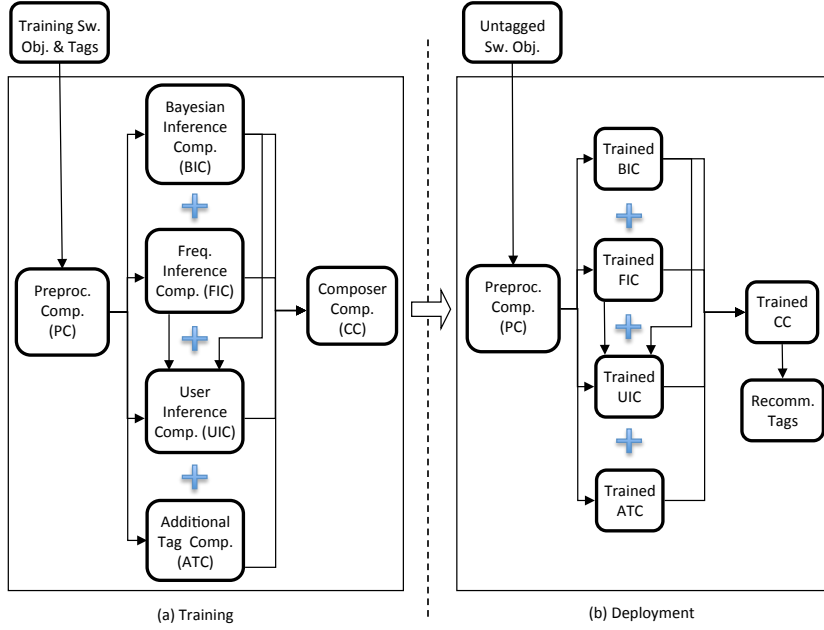 Training Sw.
Obj. & Tags
Bayesian
Inference
Comp.
(BIC)
Freq.
Inference
Comp. (FIC)
Preproc.
Comp.
(PC)
Composer
Comp.
(CC)
User
Inference
Comp. (UIC)
Additional
Tag Comp.
(ATC)
(a) Training
Untagged
Sw. Obj.
Trained
BIC
Trained
FIC
Preproc.
Comp.
(PC)
Trained
CC
Trained
UIC
Recomm.
Tags
Trained
ATC
(b) Deployment